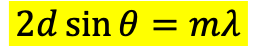 2d sin θ = mλ